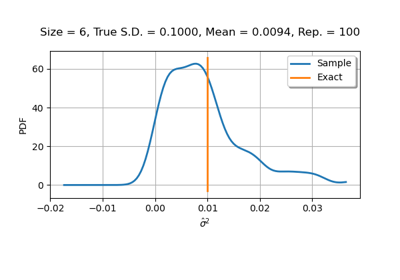 Size = 6, True S.D. = 0.1000, Mean = 0.0094, Rep. = 100
Sample
Exact
60
40
20
0
PDF
−0.02 −0.01 0.00 0.01 0.02 0.03
σ̂²